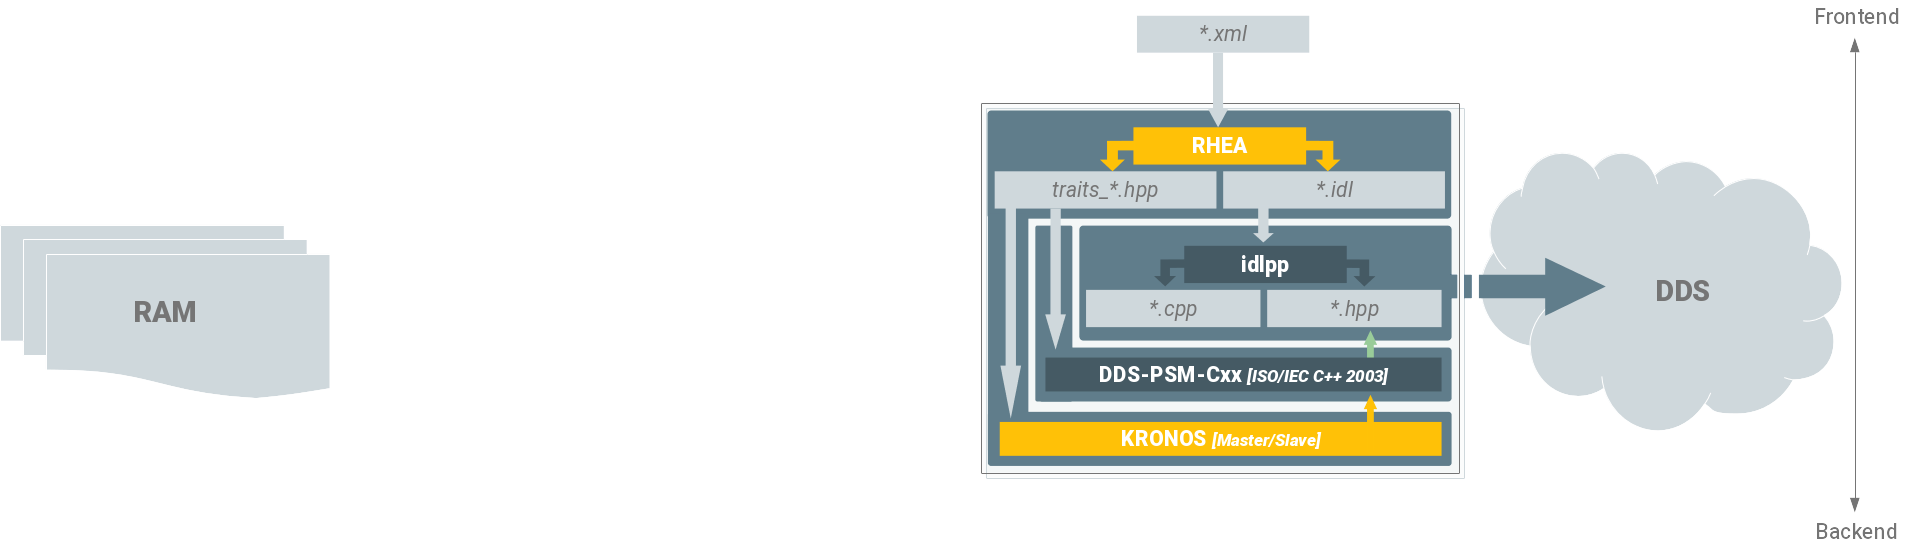 Frontend
*.xml
RHEA
traits_*.hpp
*.idl
idlpp
*.cpp
*.hpp
RAM
DDS
DDS-PSM-Cxx [ISO/IEC C++ 2003]
KRONOS [Master/Slave]
Backend